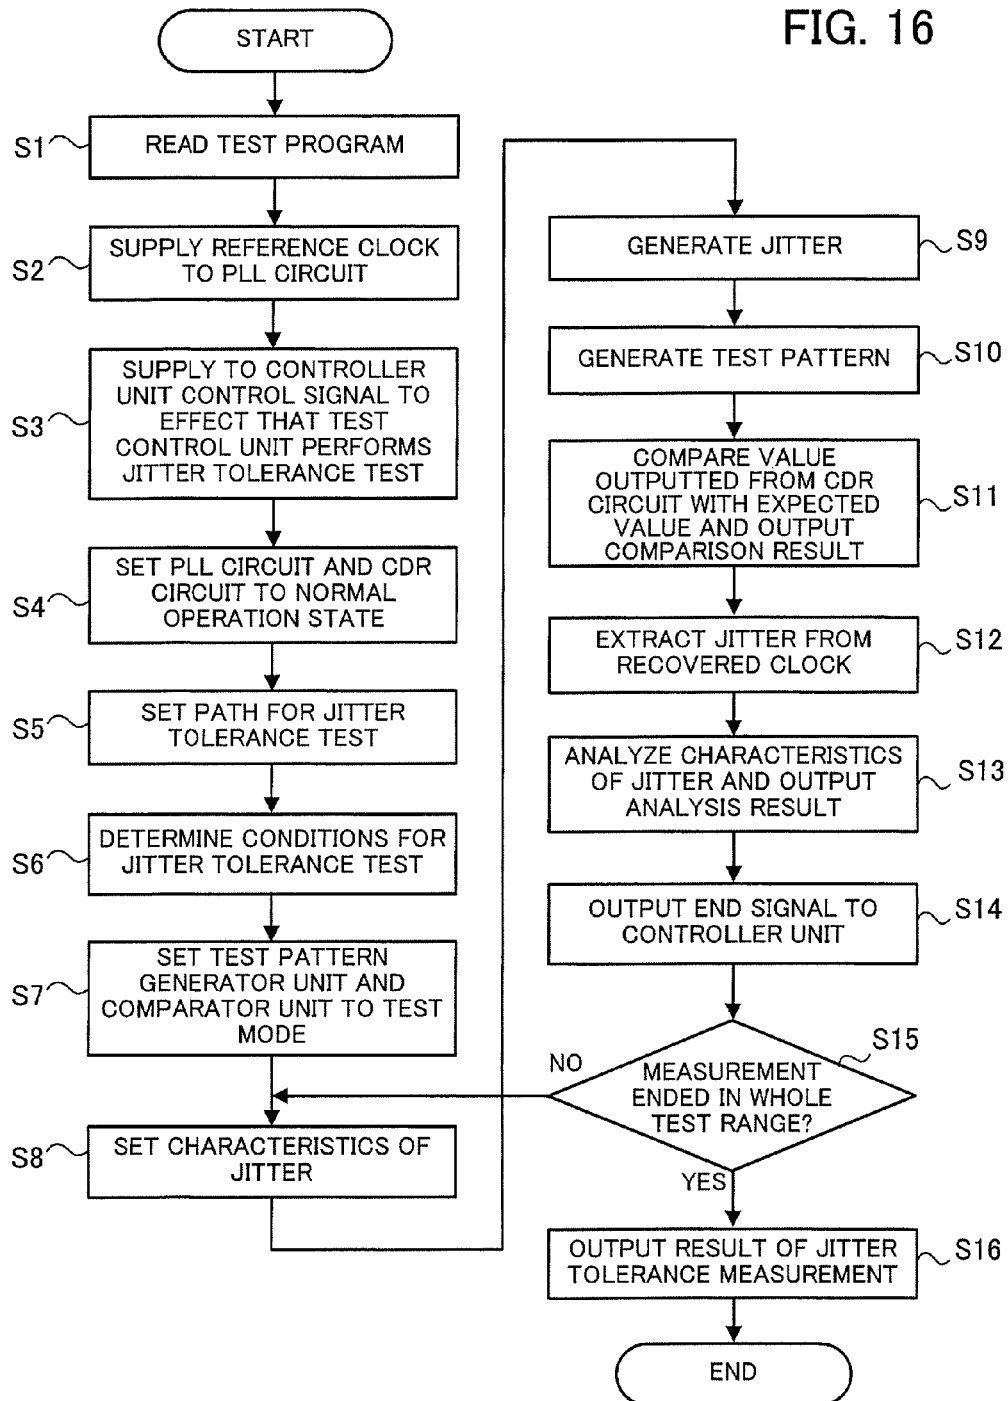 FIG. 16
START
S1
READ TEST PROGRAM
S2
SUPPLY REFERENCE CLOCK
TO PLL CIRCUIT
S3
SUPPLY TO CONTROLLER
UNIT CONTROL SIGNAL TO
EFFECT THAT TEST
CONTROL UNIT PERFORMS
JITTER TOLERANCE TEST
S4
SET PLL CIRCUIT AND CDR
CIRCUIT TO NORMAL
OPERATION STATE
S5
SET PATH FOR JITTER
TOLERANCE TEST
S6
DETERMINE CONDITIONS FOR
JITTER TOLERANCE TEST
S7
SET TEST PATTERN
GENERATOR UNIT AND
COMPARATOR UNIT TO TEST
MODE
S8
SET CHARACTERISTICS OF
JITTER
S9
GENERATE JITTER
S10
GENERATE TEST PATTERN
S11
COMPARE VALUE
OUTPUTTED FROM CDR
CIRCUIT WITH EXPECTED
VALUE AND OUTPUT
COMPARISON RESULT
S12
EXTRACT JITTER FROM
RECOVERED CLOCK
S13
ANALYZE CHARACTERISTICS
OF JITTER AND OUTPUT
ANALYSIS RESULT
S14
OUTPUT END SIGNAL TO
CONTROLLER UNIT
S15
NO
MEASUREMENT
ENDED IN WHOLE
TEST RANGE?
YES
S16
OUTPUT RESULT OF JITTER
TOLERANCE MEASUREMENT
END